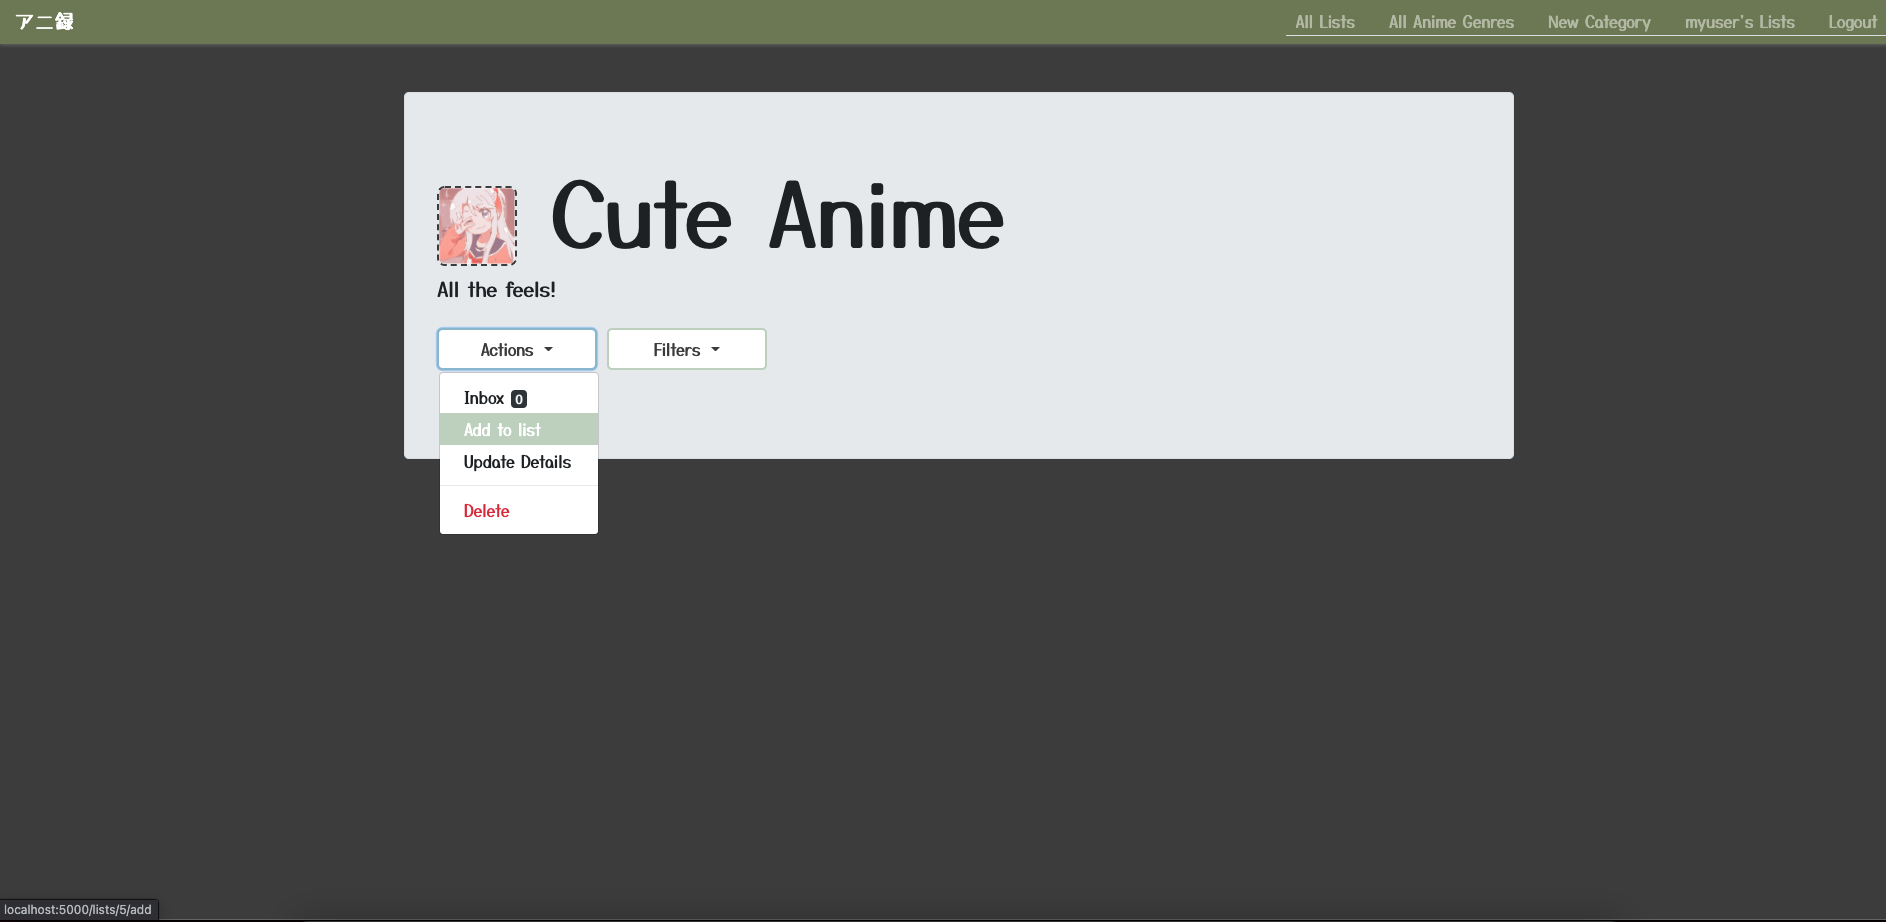 アニ録
All Lists All Anime Genres New Category myuser's Lists Logout
Cute Anime
All the feels!
Actions Filters
Inbox 0
Add to list
Update Details
Delete
localhost:5000/lists/5/add